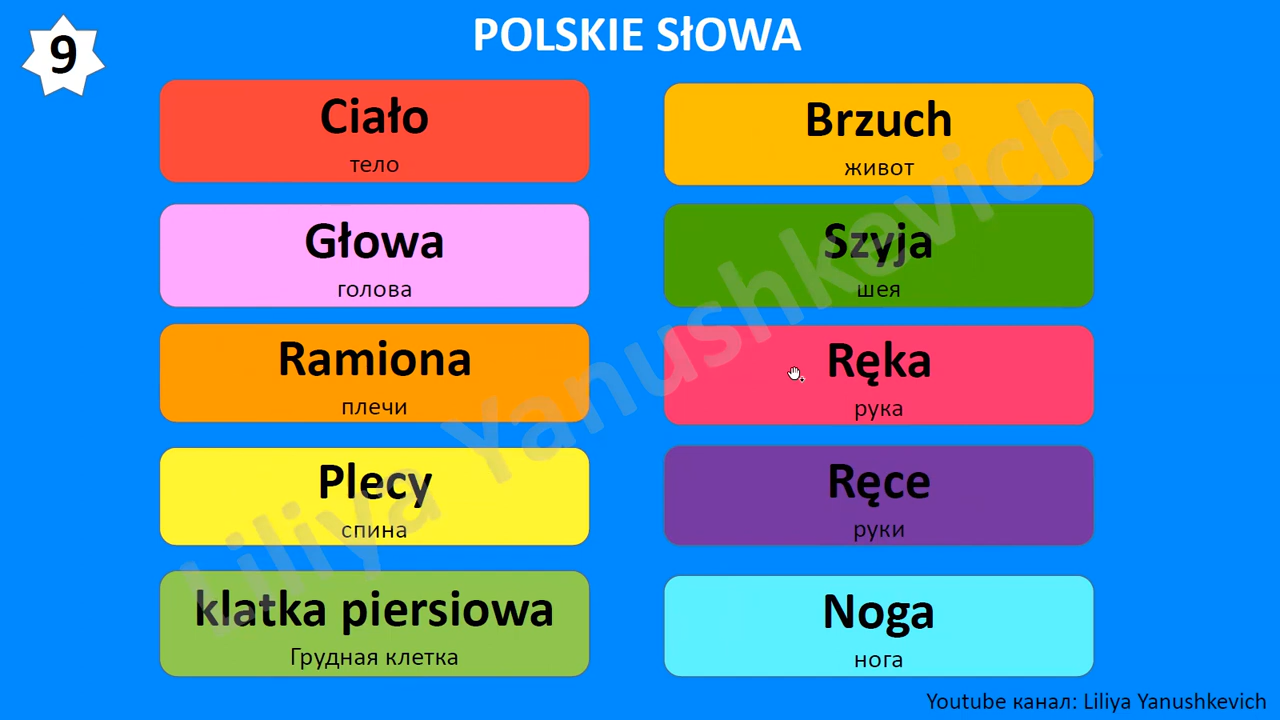 9
POLSKIE SłOWA
Ciało
тело
Brzuch
живот
Głowa
голова
Szyja
шея
Ramiona
плечи
Ręka
рука
Plecy
спина
Ręce
руки
klatka piersiowa
Грудная клетка
Noga
нога
Liliya Yanushkevich
Youtube канал: Liliya Yanushkevich